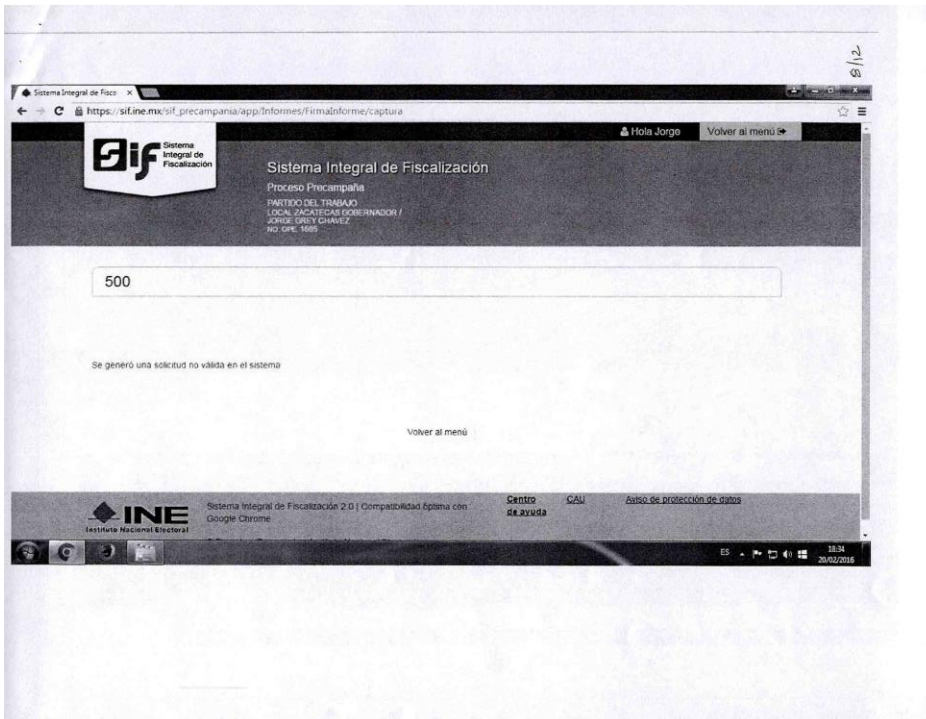 8/12
Sistema Integral de Fisca
https://sif.ine.mx/sif_precampania/app/Informes/FirmaInforme/captura
Hola Jorge
Volver al menú
Sif
Sistema
Integral de
Fiscalización
Sistema Integral de Fiscalización
Proceso Precampaña
PARTIDO DEL TRABAJO
LOCAL ZACATECAS GOBERNADOR /
JORGE GREY CHAVEZ
NO. OPE. 1685
500
Se generó una solicitud no válida en el sistema
Volver al menú
INE
Instituto Nacional Electoral
Sistema Integral de Fiscalización 2.0 | Compatibilidad óptima con
Google Chrome
Centro
de ayuda
CAU
Aviso de protección de datos
ES
18:34
20/02/2016